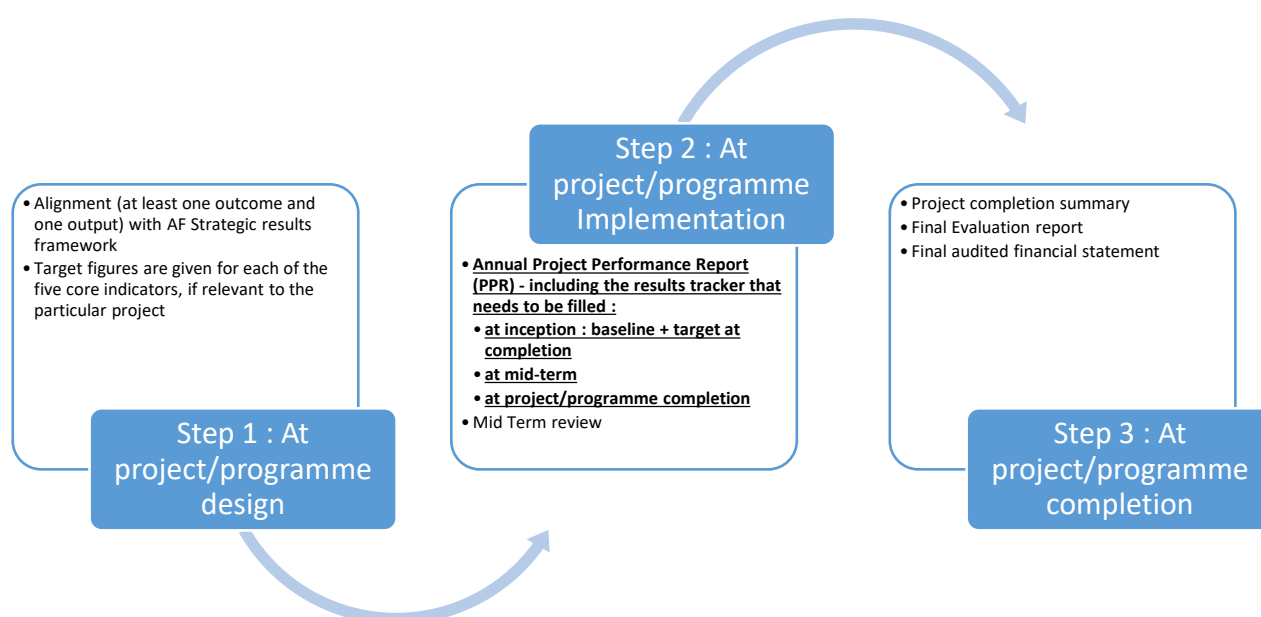 • Alignment (at least one outcome and
one output) with AF Strategic results
framework
• Target figures are given for each of the
five core indicators, if relevant to the
particular project
Step 1 : At
project/programme
design
Step 2 : At
project/programme
Implementation
• Annual Project Performance Report
(PPR) - including the results tracker that
needs to be filled :
• at inception : baseline + target at
completion
• at mid-term
• at project/programme completion
• Mid Term review
• Project completion summary
• Final Evaluation report
• Final audited financial statement
Step 3 : At
project/programme
completion